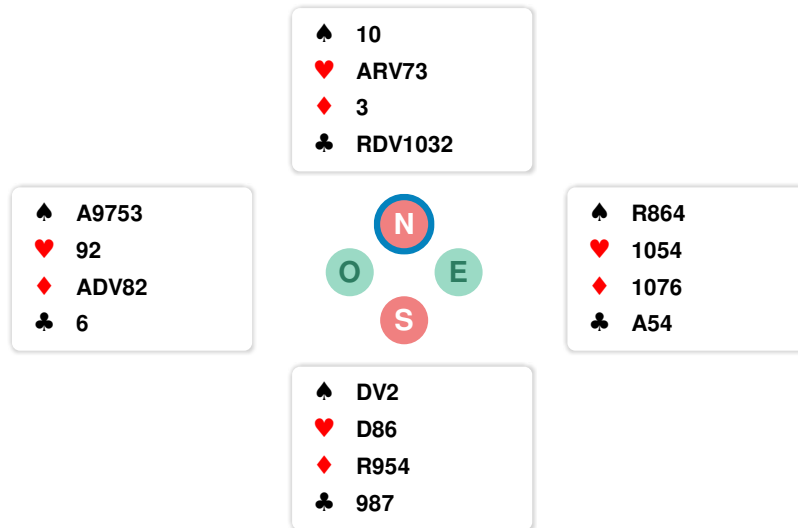 ♠ 10
♥ ARV73
♦ 3
♣ RDV1032
♠ A9753
♥ 92
♦ ADV82
♣ 6
N
O E
S
♠ R864
♥ 1054
♦ 1076
♣ A54
♠ DV2
♥ D86
♦ R954
♣ 987